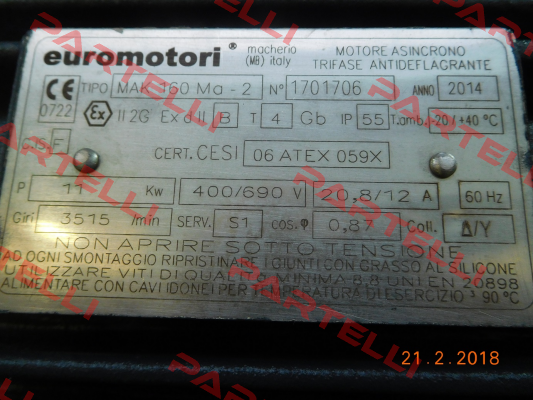 euromotori®
macherio (MB) italy
MOTORE ASINCRONO
TRIFASE ANTIDEFLAGRANTE
CE 0722
TIPO MAK 160 Ma - 2 N° 1701706 ANNO 2014
Ex II 2G Ex d II B T 4 Gb IP 55 T.amb. -20/+40 °C
F
CERT. CESI 06 ATEX 059X
P 11 Kw 400/690 V 20,8/12 A 60 Hz
Giri 3515 /min SERV. S1 cos.φ 0,87 Coll. Δ/Y
NON APRIRE SOTTO TENSIONE
AD OGNI SMONTAGGIO RIPRISTINARE I GIUNTI CON GRASSO AL SILICONE
UTILIZZARE VITI DI QUALITA' MINIMA 8.8 UNI EN 20898
ALIMENTARE CON CAVI IDONEI PER TEMPERATURA DI ESERCIZIO ³ 90 °C
21.2.2018
PARTELLI